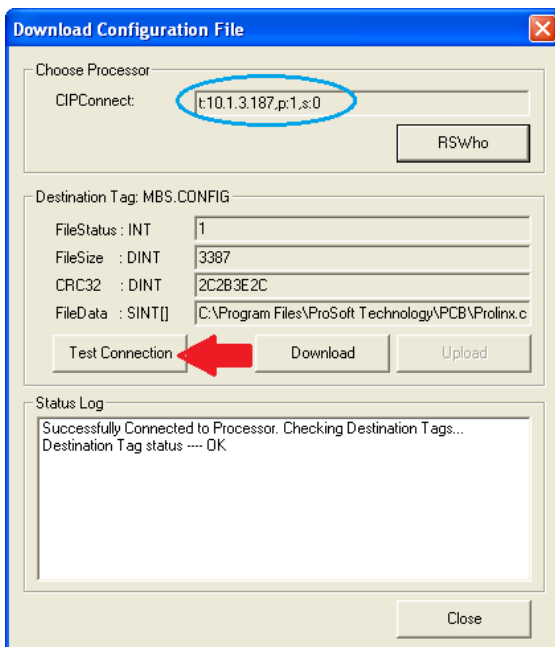 Download Configuration File
Choose Processor
CIPConnect: t:10.1.3.187,p:1,s:0
RSWho
Destination Tag: MBS.CONFIG
FileStatus : INT 1
FileSize : DINT 3387
CRC32 : DINT 2C2B3E2C
FileData : SINT[] C:\Program Files\ProSoft Technology\PCB\Prolinx.c
Test Connection Download Upload
Status Log
Successfully Connected to Processor. Checking Destination Tags...
Destination Tag status ---- OK
Close